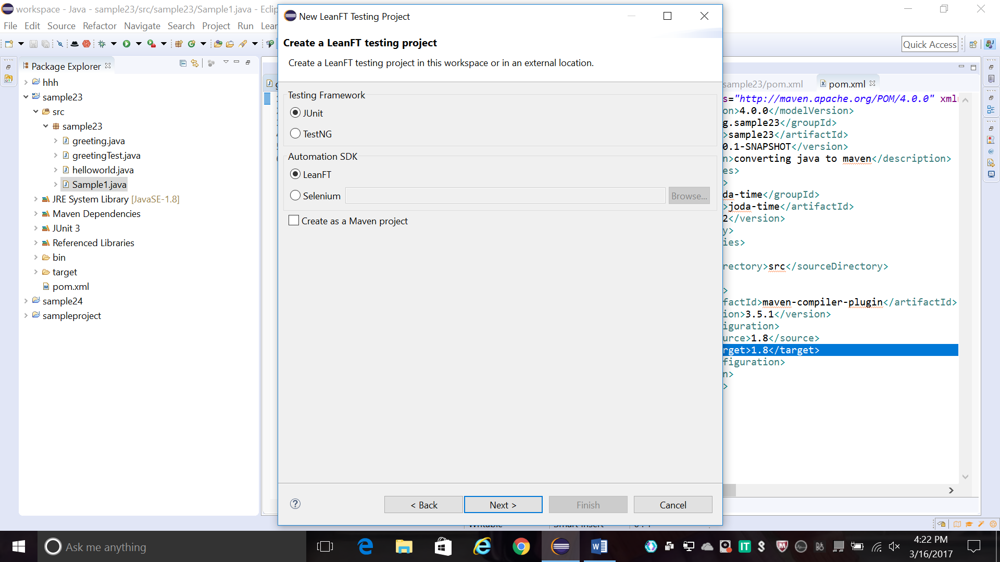 workspace - Java - sample23/src/sample23/Sample1.java - Eclip
File Edit Source Refactor Navigate Search Project Run Lear
Quick Access
Package Explorer
hhh
sample23
src
sample23
greeting.java
greetingTest.java
helloworld.java
Sample1.java
JRE System Library [JavaSE-1.8]
Maven Dependencies
JUnit 3
Referenced Libraries
bin
target
pom.xml
sample24
sampleproject
New LeanFT Testing Project
Create a LeanFT testing project
Create a LeanFT testing project in this workspace or in an external location.
Testing Framework
JUnit
TestNG
Automation SDK
LeanFT
Selenium
Browse...
Create as a Maven project
< Back
Next >
Finish
Cancel
sample23/pom.xml
pom.xml
s="http://maven.apache.org/POM/4.0.0" xml
on>4.0.0</modelVersion>
g.sample23</groupId>
>sample23</artifactId>
0.1-SNAPSHOT</version>
n>converting java to maven</description>
es>
>
da-time</groupId>
>joda-time</artifactId>
2</version>
y>
ies>
rectory>src</sourceDirectory>
>
factId>maven-compiler-plugin</artifactId>
ion>3.5.1</version>
iguration>
urce>1.8</source>
rget>1.8</target>
figuration>
n>
>
Writable
Smart Insert
Ask me anything
4:22 PM
3/16/2017